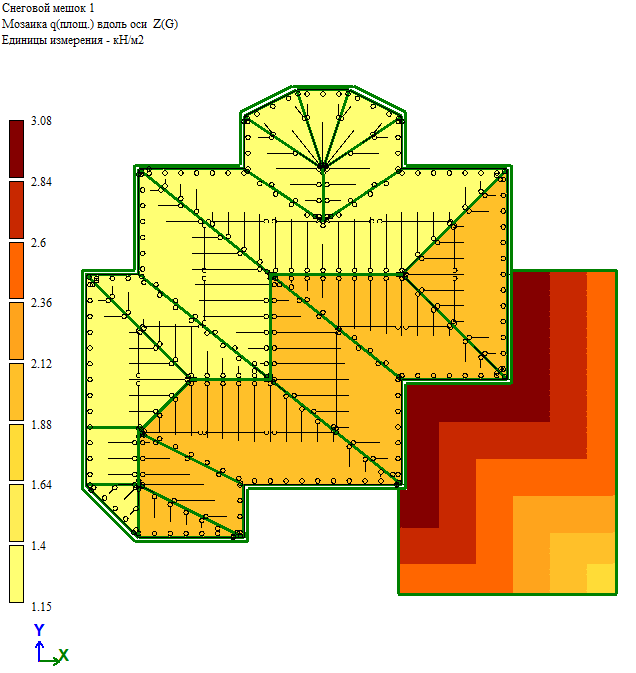 Снеговой мешок 1
Мозаика q(площ.) вдоль оси  Z(G)
Единицы измерения - кН/м2
3.08
2.84
2.6
2.36
2.12
1.88
1.64
1.4
1.15
Y
X